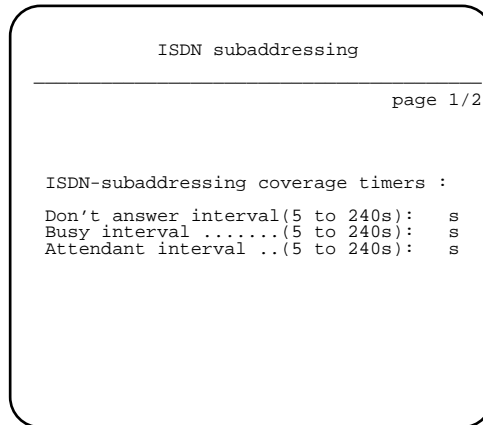 ISDN subaddressing
page 1/2
ISDN-subaddressing coverage timers :
Don't answer interval(5 to 240s):   s
Busy interval .......(5 to 240s):   s
Attendant interval ..(5 to 240s):   s